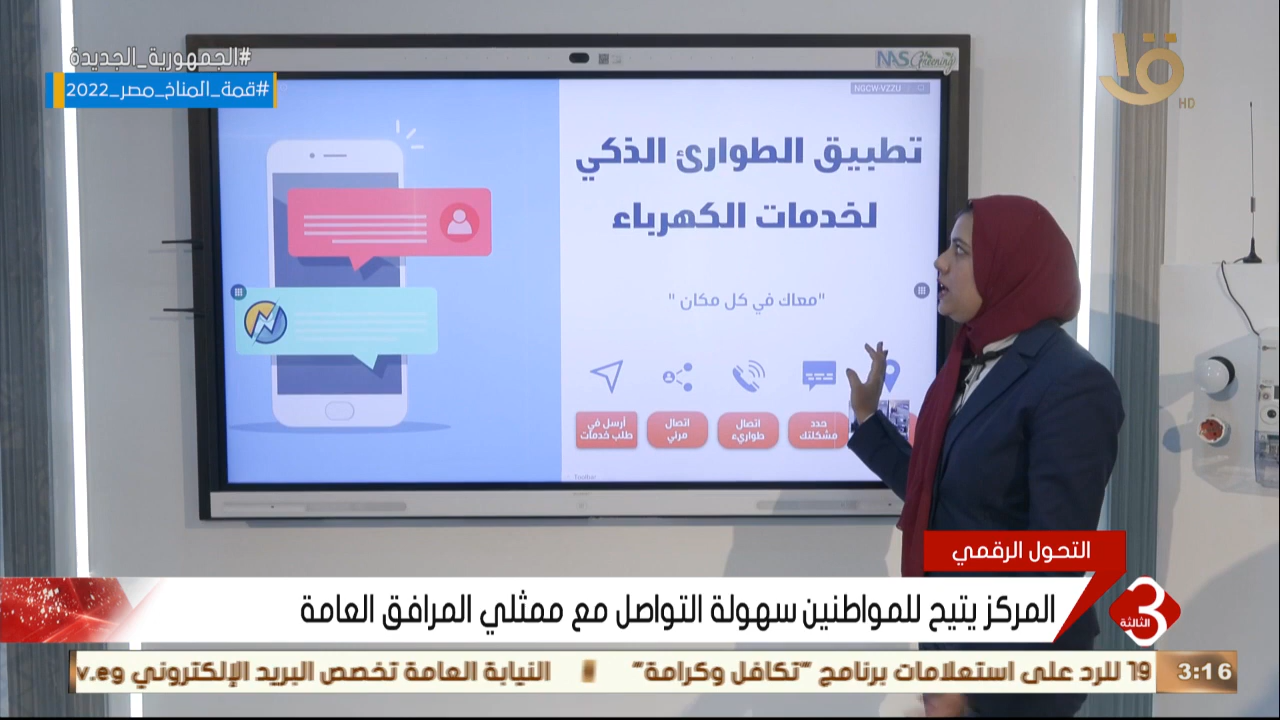 #الجمهورية_الجديدة
#قمة_المناخ_مصر_2022
NAS Greening
NGCW-VZZU
HD
تطبيق الطوارئ الذكي
لخدمات الكهرباء
"معاك في كل مكان "
حدد مشكلتك
اتصال طواريء
اتصال مرئي
أرسل في طلب خدمات
Toolbar
التحول الرقمي
المركز يتيح للمواطنين سهولة التواصل مع ممثلي المرافق العامة
3 الثالثة
19 للرد على استعلامات برنامج "تكافل وكرامة" النيابة العامة تخصص البريد الإلكتروني v.eg
3:16